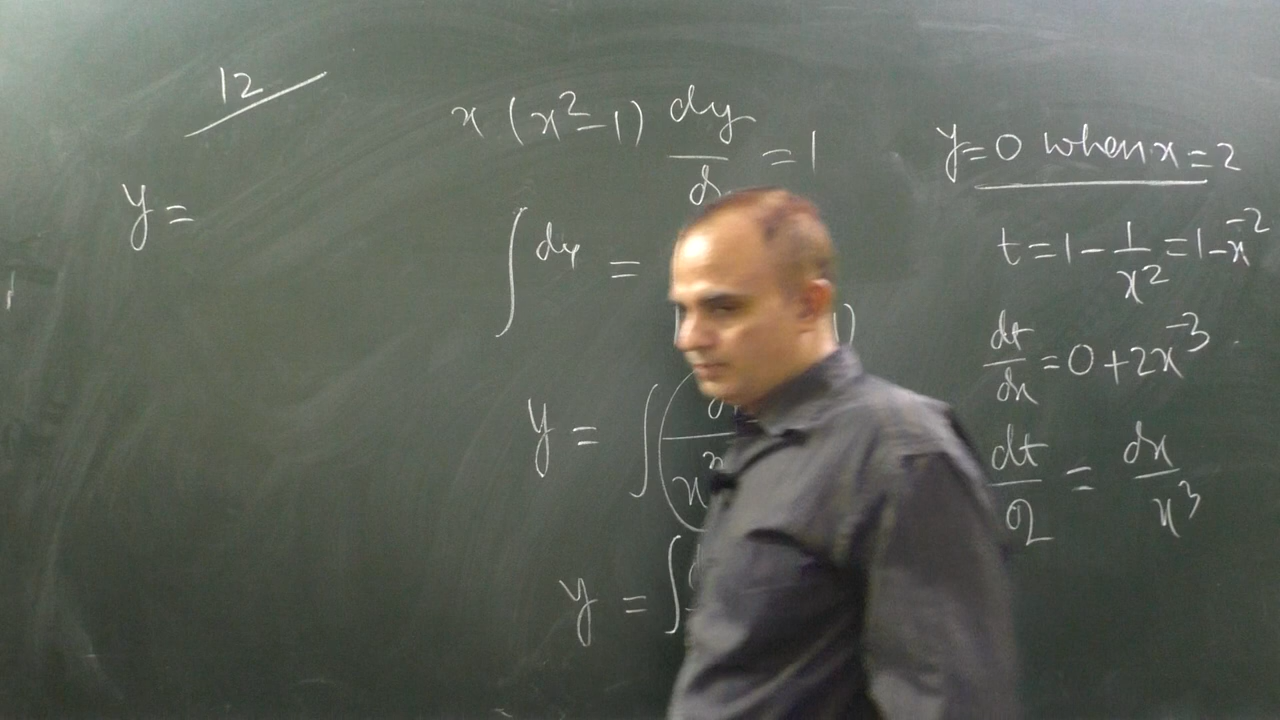 12
x (x² - 1) dy/d = 1
y = 0 when x = 2
y =
∫ dy =
t = 1 - 1/x² = 1 - x⁻²
dt/dx = 0 + 2x⁻³
y = ∫(
dt/2 = dx/x³
y = ∫